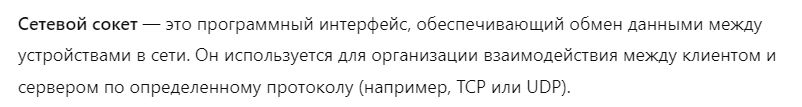 Сетевой сокет — это программный интерфейс, обеспечивающий обмен данными между
устройствами в сети. Он используется для организации взаимодействия между клиентом и
сервером по определенному протоколу (например, TCP или UDP).